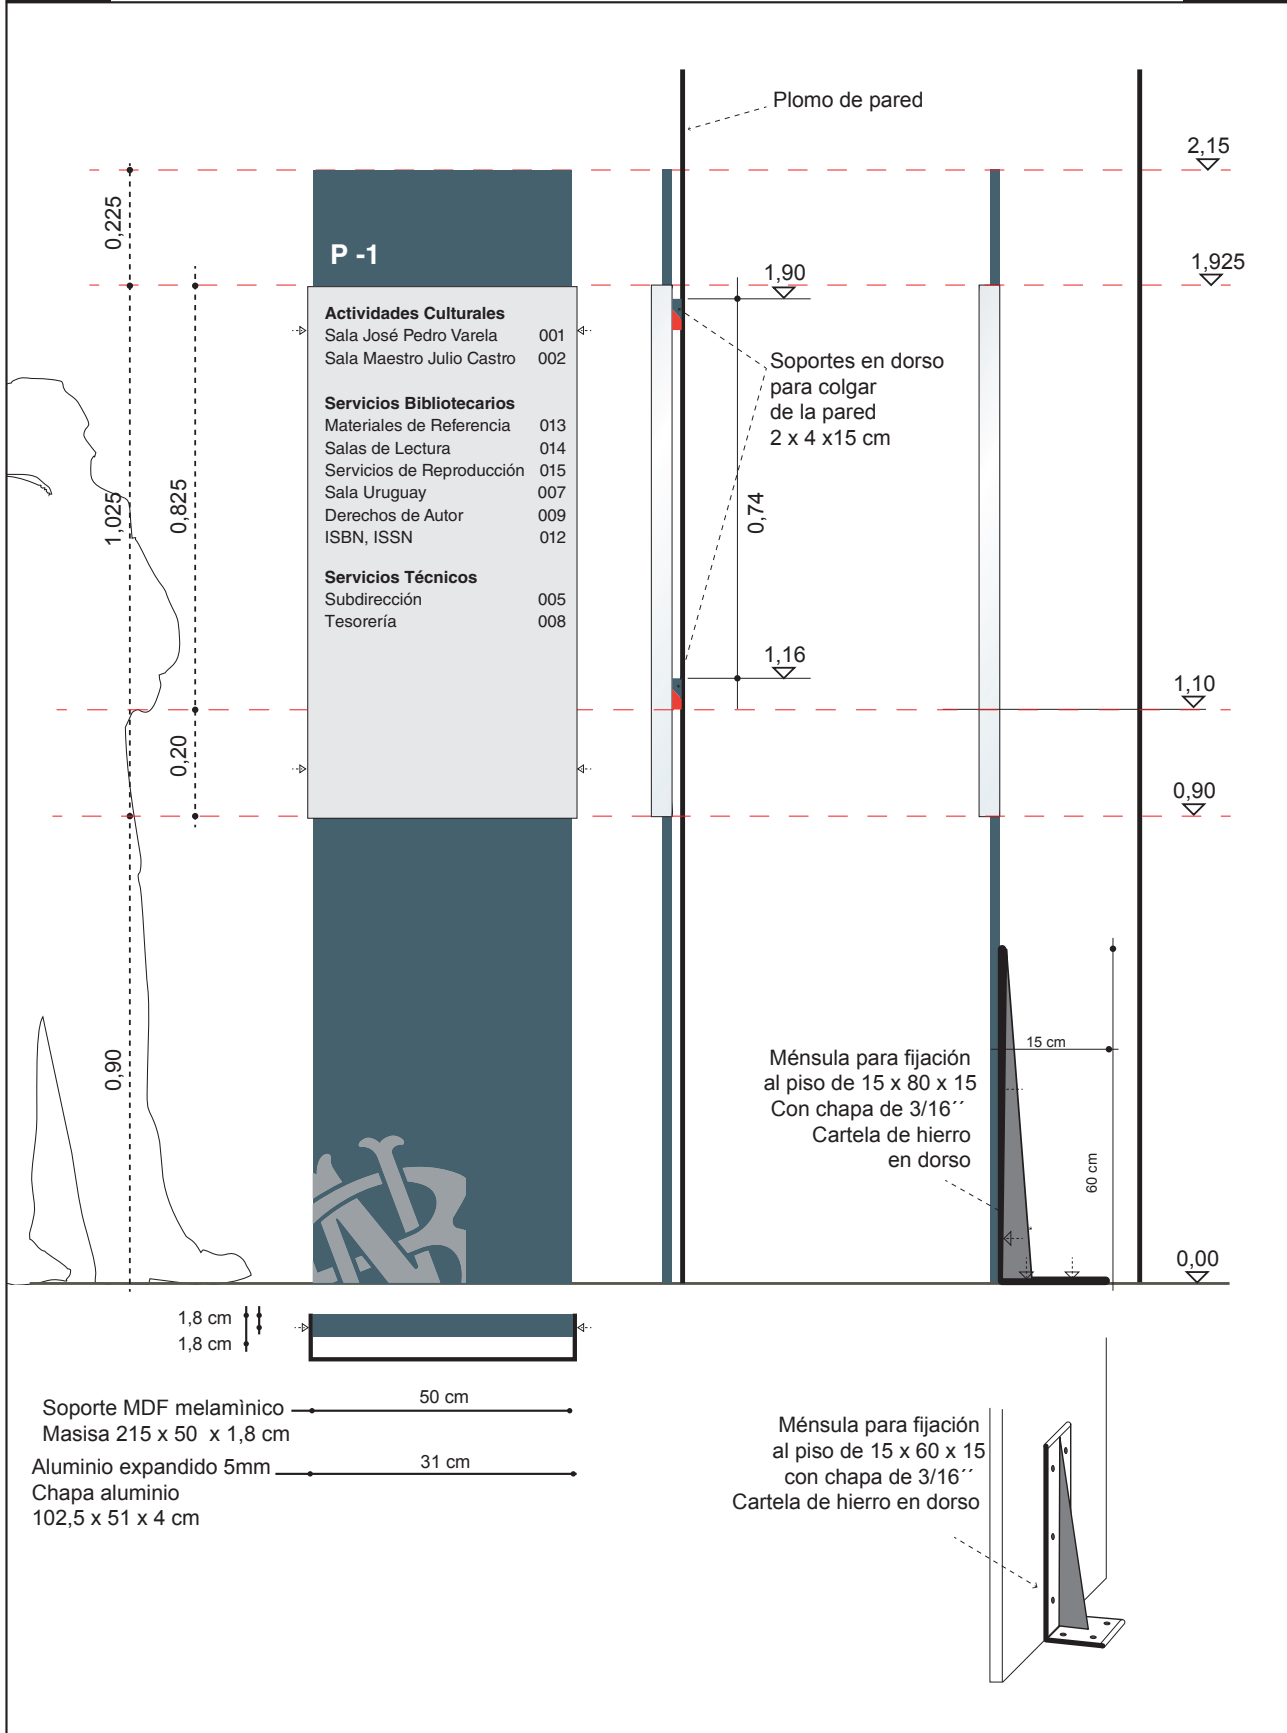 Plomo de pared
2,15
0,225
P -1
1,925
1,90
Actividades Culturales
Sala José Pedro Varela 001
Sala Maestro Julio Castro 002
Servicios Bibliotecarios
Materiales de Referencia 013
Salas de Lectura 014
Servicios de Reproducción 015
Sala Uruguay 007
Derechos de Autor 009
ISBN, ISSN 012
Servicios Técnicos
Subdirección 005
Tesorería 008
Soportes en dorso
para colgar
de la pared
2 x 4 x15 cm
1,025
0,825
0,74
1,16
1,10
0,20
0,90
0,90
15 cm
Ménsula para fijación
al piso de 15 x 80 x 15
Con chapa de 3/16´´
Cartela de hierro
en dorso
60 cm
0,00
1,8 cm
1,8 cm
50 cm
Soporte MDF melamìnico
Masisa 215 x 50 x 1,8 cm
31 cm
Aluminio expandido 5mm
Chapa aluminio
102,5 x 51 x 4 cm
Ménsula para fijación
al piso de 15 x 60 x 15
con chapa de 3/16´´
Cartela de hierro en dorso